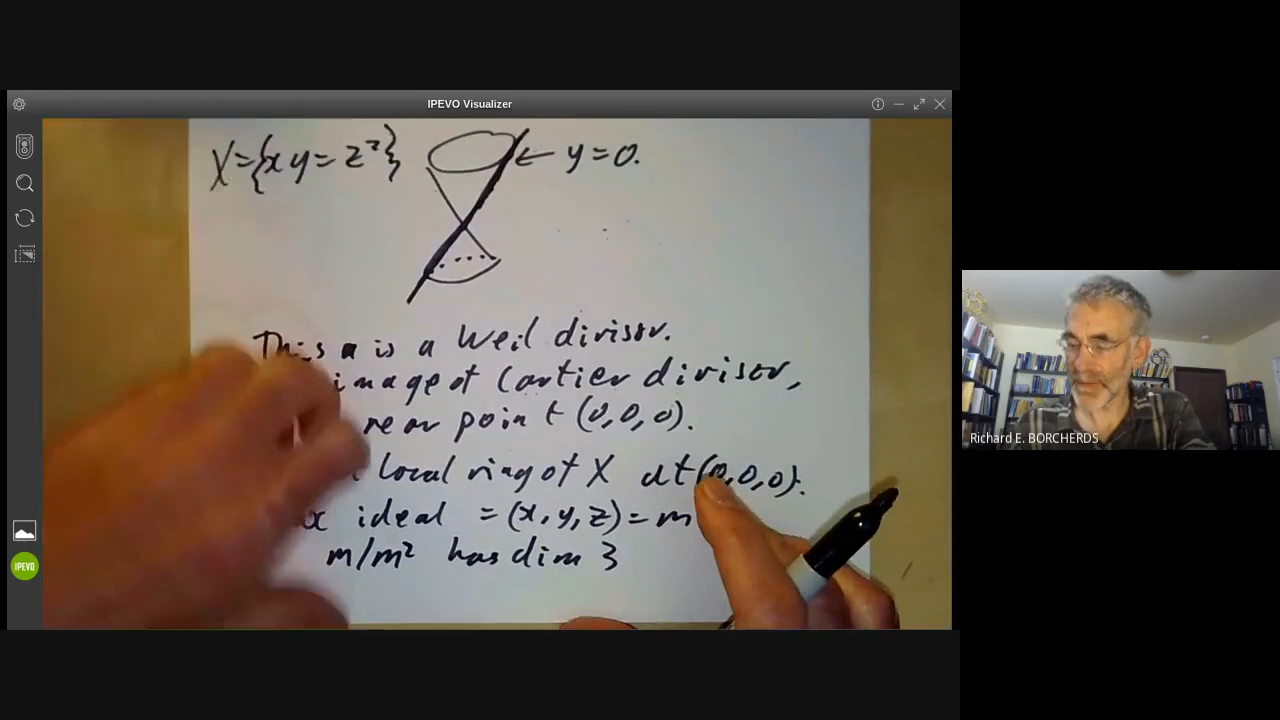 IPEVO Visualizer
X={xy=z²}
← y=0.
This is a Weil divisor.
image of Cartier divisor,
near point (0,0,0).
local ring of X at (0,0,0).
ideal =(x,y,z)=m
m/m² has dim 3
Richard E. BORCHERDS
IPEVO